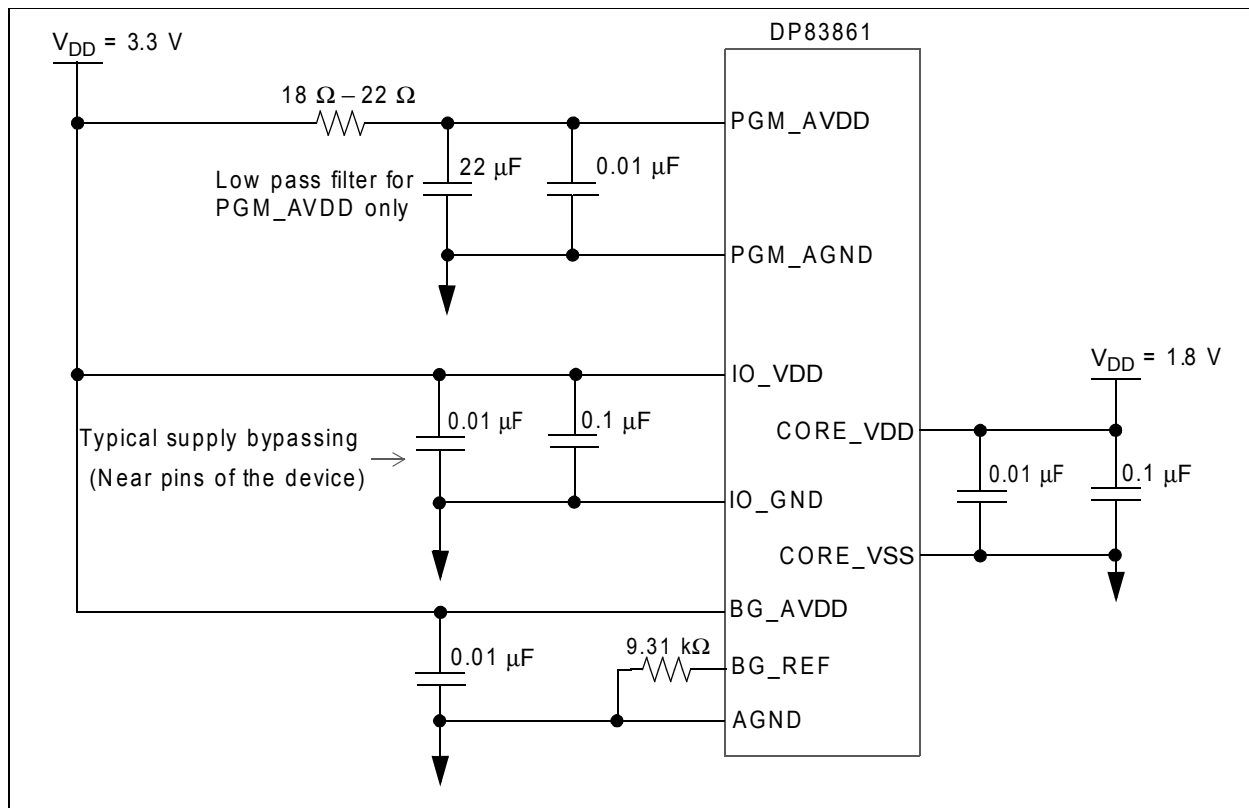 DP83861
V_DD = 3.3 V
18 Ω – 22 Ω
PGM_AVDD
22 μF
0.01 μF
Low pass filter for
PGM_AVDD only
PGM_AGND
IO_VDD
V_DD = 1.8 V
0.01 μF
0.1 μF
Typical supply bypassing
(Near pins of the device)
CORE_VDD
0.01 μF
0.1 μF
IO_GND
CORE_VSS
BG_AVDD
9.31 kΩ
0.01 μF
BG_REF
AGND